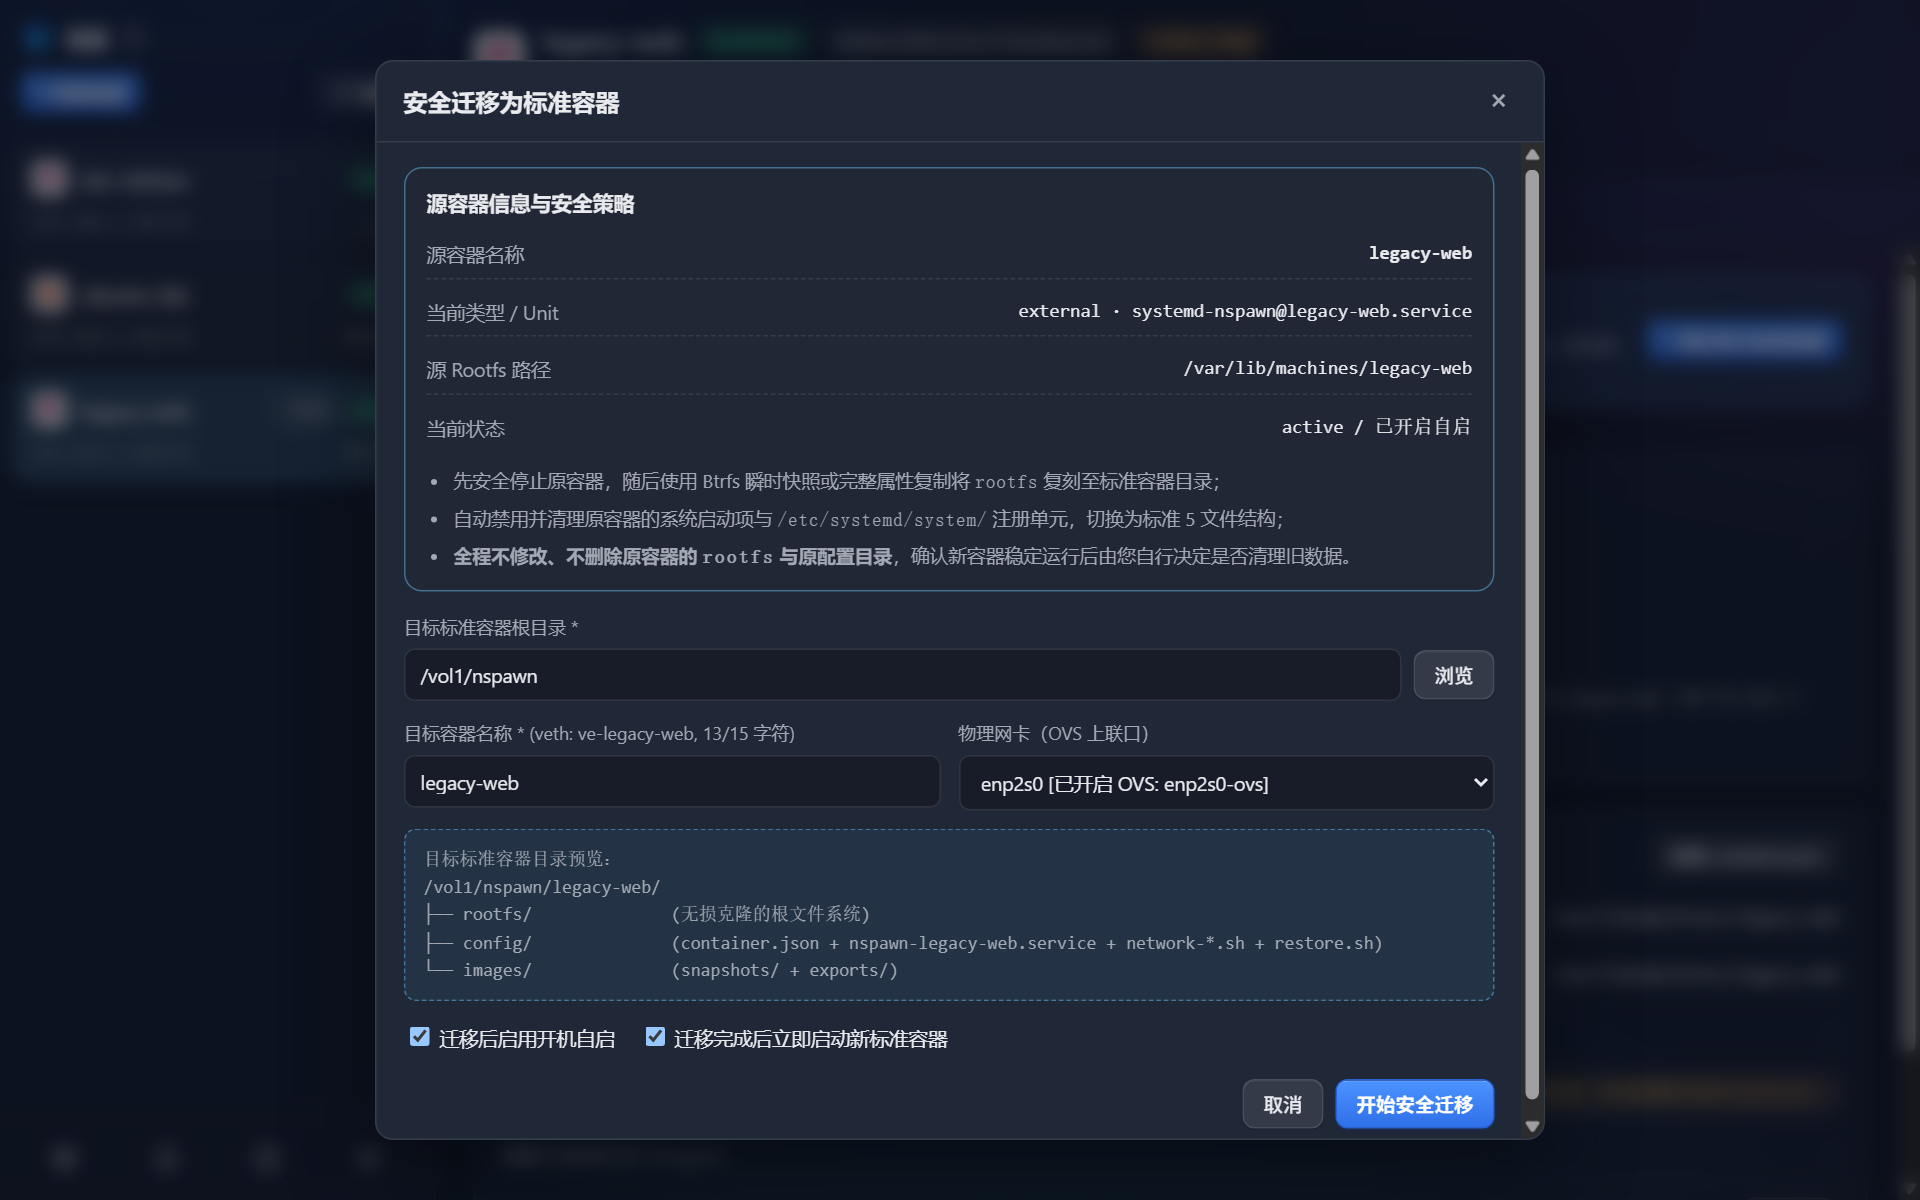 安全迁移为标准容器
×
源容器信息与安全策略
源容器名称 legacy-web
当前类型 / Unit external · systemd-nspawn@legacy-web.service
源 Rootfs 路径 /var/lib/machines/legacy-web
当前状态 active / 已开启自启
• 先安全停止原容器，随后使用 Btrfs 瞬时快照或完整属性复制将 rootfs 复刻至标准容器目录；
• 自动禁用并清理原容器的系统启动项与 /etc/systemd/system/ 注册单元，切换为标准 5 文件结构；
• 全程不修改、不删除原容器的 rootfs 与原配置目录，确认新容器稳定运行后由您自行决定是否清理旧数据。
目标标准容器根目录 *
/vol1/nspawn 浏览
目标容器名称 * (veth: ve-legacy-web, 13/15 字符) 物理网卡（OVS 上联口）
legacy-web enp2s0 [已开启 OVS: enp2s0-ovs]
目标标准容器目录预览：
/vol1/nspawn/legacy-web/
├── rootfs/ (无损克隆的根文件系统)
├── config/ (container.json + nspawn-legacy-web.service + network-*.sh + restore.sh)
└── images/ (snapshots/ + exports/)
迁移后启用开机自启 迁移完成后立即启动新标准容器
取消 开始安全迁移